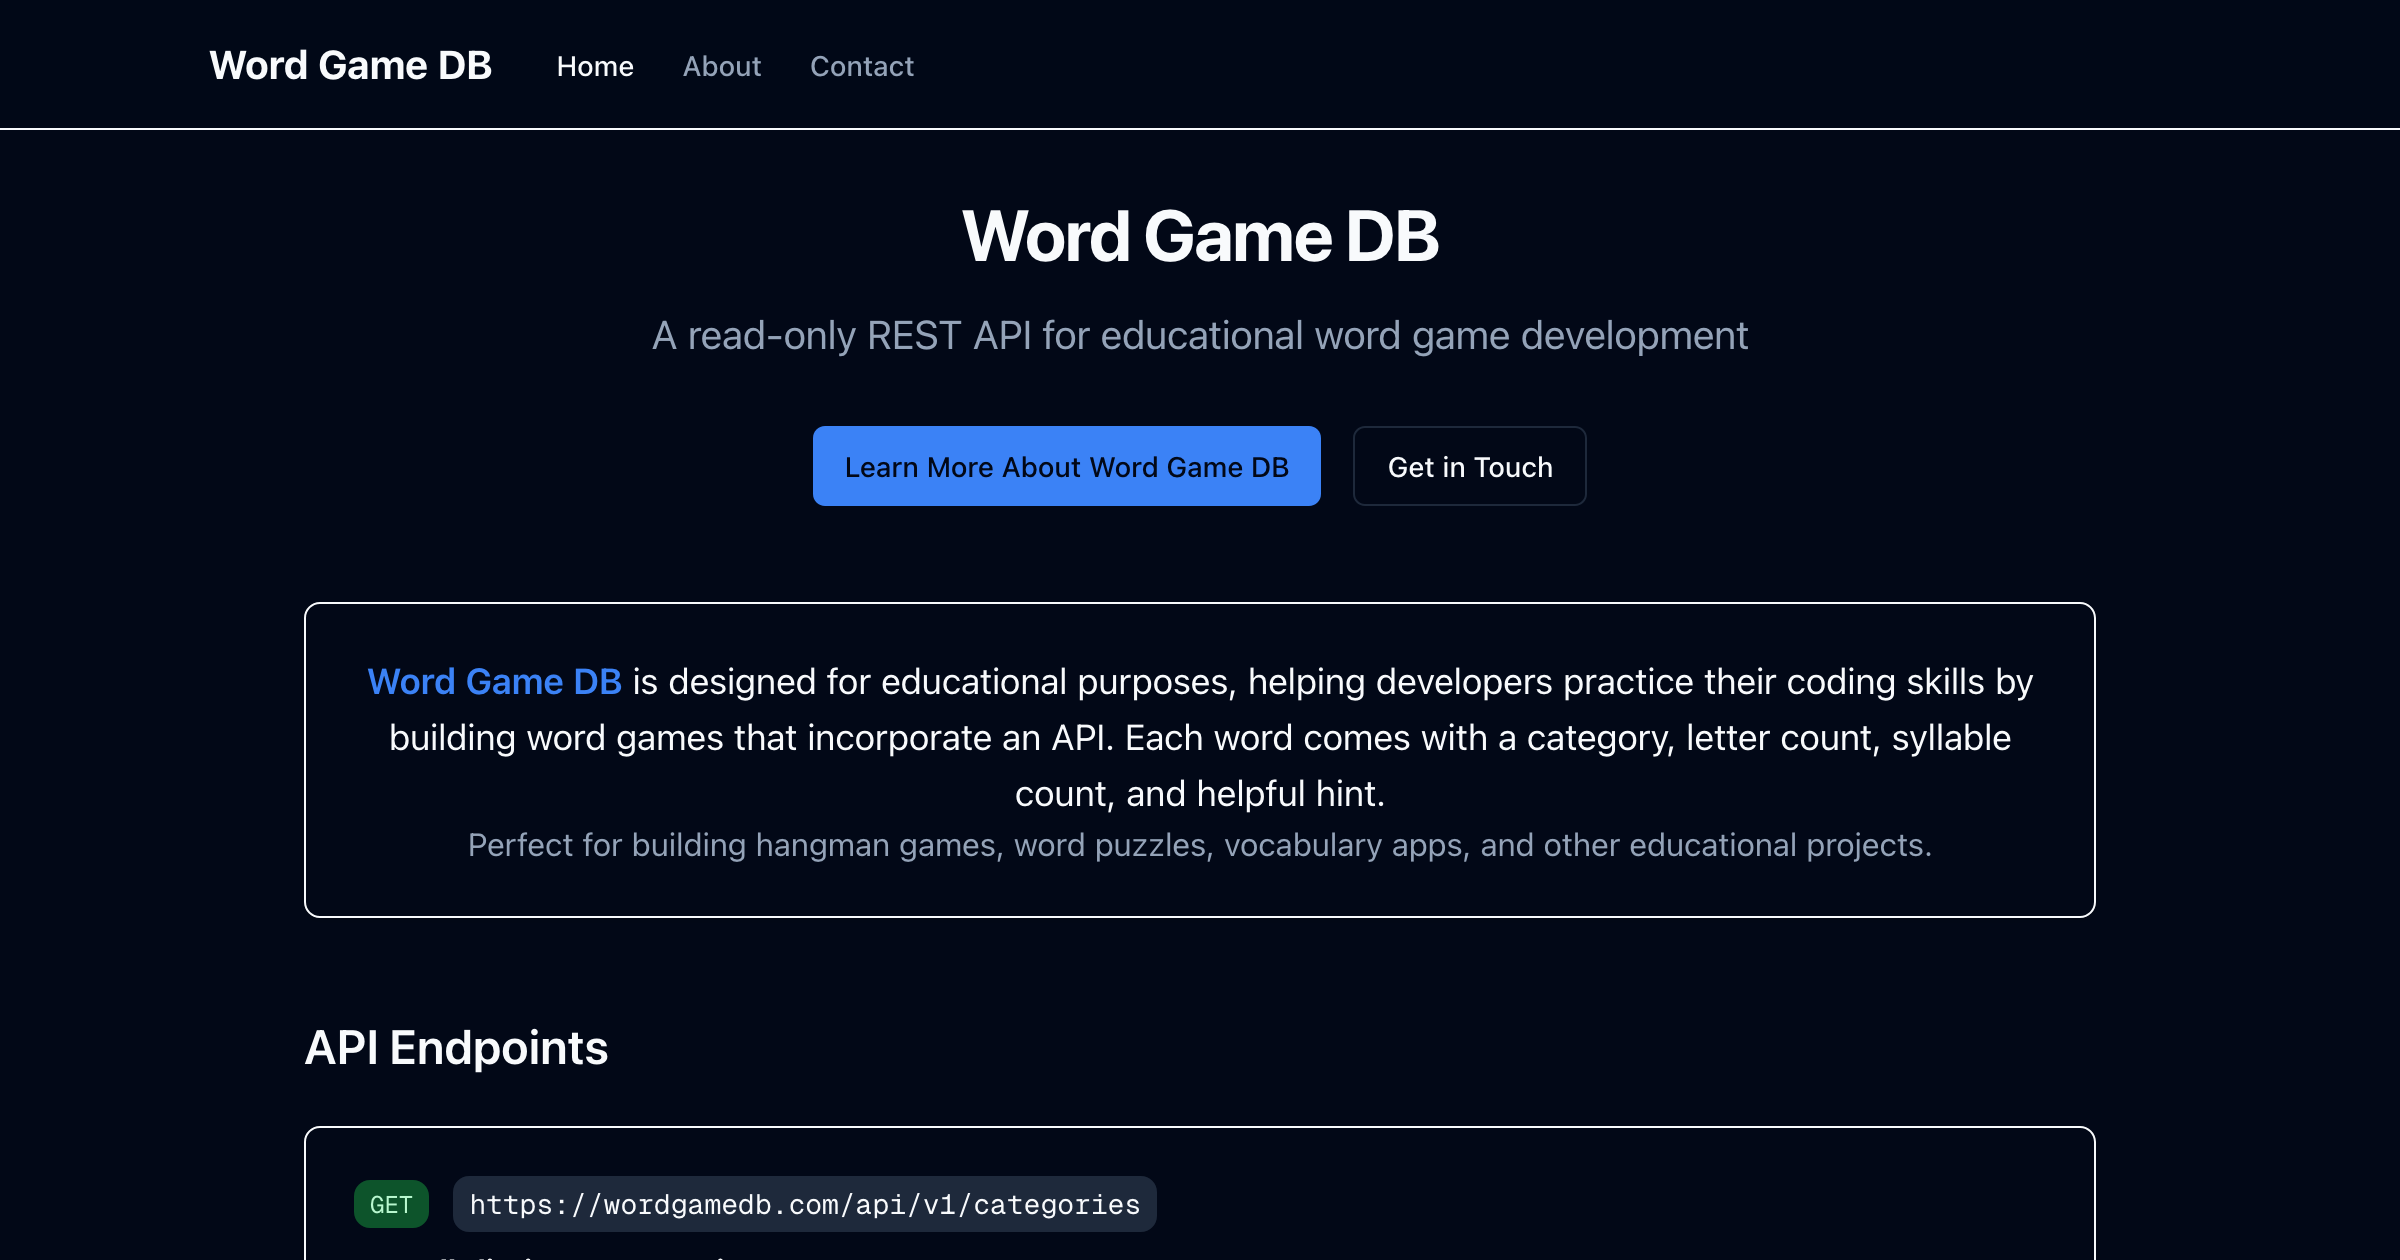 Word Game DB Home About Contact
Word Game DB
A read-only REST API for educational word game development
Learn More About Word Game DB Get in Touch
Word Game DB is designed for educational purposes, helping developers practice their coding skills by
building word games that incorporate an API. Each word comes with a category, letter count, syllable
count, and helpful hint.
Perfect for building hangman games, word puzzles, vocabulary apps, and other educational projects.
API Endpoints
GET https://wordgamedb.com/api/v1/categories